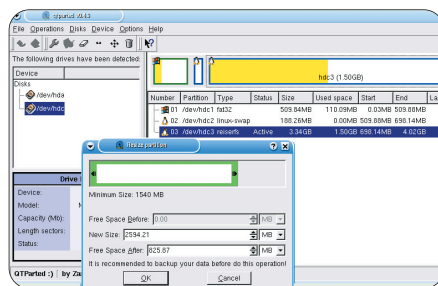 qtparted v0.4.3
File Operations Disks Device Options Help
The following drives have been detected:
Device
Disks
/dev/hda
/dev/hdc
hdc3 (1.50GB)
Number Partition Type Status Size Used space Start End La
01 /dev/hdc1 fat32 509.84MB 110.09MB 0.03MB 509.88MB
02 /dev/hdc2 linux-swap 188.26MB 0.00MB 509.88MB 698.14MB
03 /dev/hdc3 reiserfs Active 3.34GB 1.50GB 698.14MB 4.02GB
Resize partition
Minimum Size: 1540 MB
Free Space Before: 0.00 MB
New Size: 2594.21 MB
Free Space After: 825.87 MB
It is recommended to backup your data before do this operation!
OK Cancel
Drive
Device:
Model:
Capacity (Mb):
Length sectors:
Status:
QTParted :) by Za